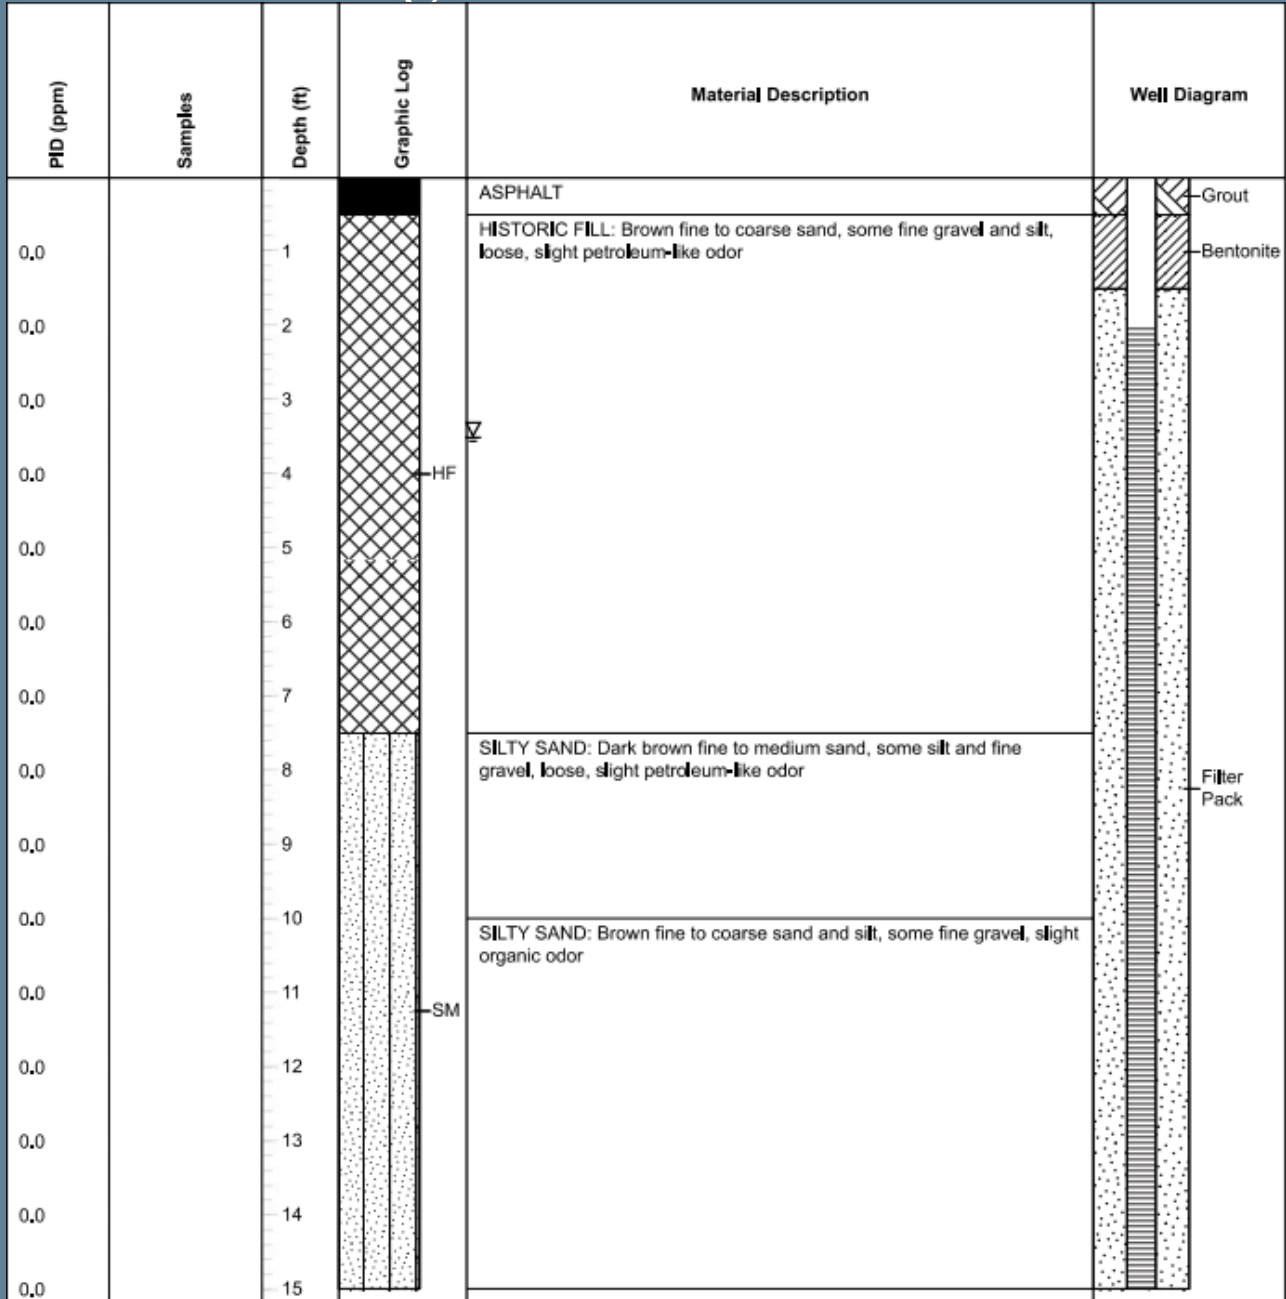 PID (ppm)
Samples
Depth (ft)
Graphic Log
Material Description
Well Diagram
ASPHALT
Grout
HISTORIC FILL: Brown fine to coarse sand, some fine gravel and silt,
loose, slight petroleum-like odor
0.0
1
Bentonite
0.0
2
0.0
3
0.0
4
HF
0.0
5
0.0
6
0.0
7
SILTY SAND: Dark brown fine to medium sand, some silt and fine
gravel, loose, slight petroleum-like odor
0.0
8
Filter
Pack
0.0
9
0.0
10
SILTY SAND: Brown fine to coarse sand and silt, some fine gravel, slight
organic odor
0.0
11
SM
0.0
12
0.0
13
0.0
14
0.0
15